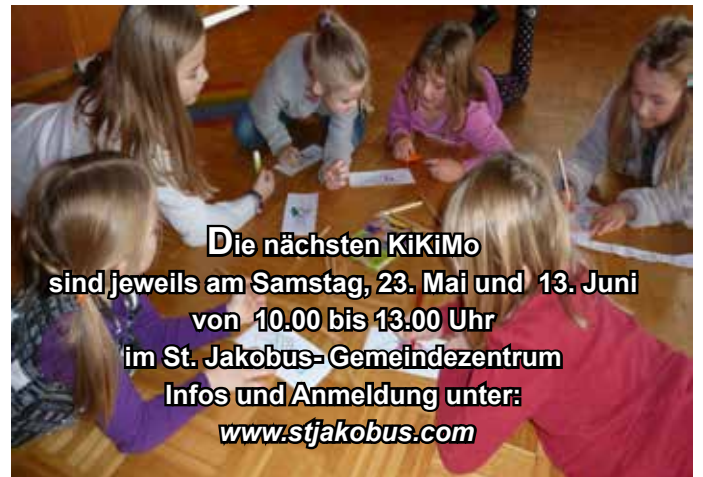 Die nächsten KiKiMo
sind jeweils am Samstag, 23. Mai und 13. Juni
von 10.00 bis 13.00 Uhr
im St. Jakobus- Gemeindezentrum
Infos und Anmeldung unter:
www.stjakobus.com